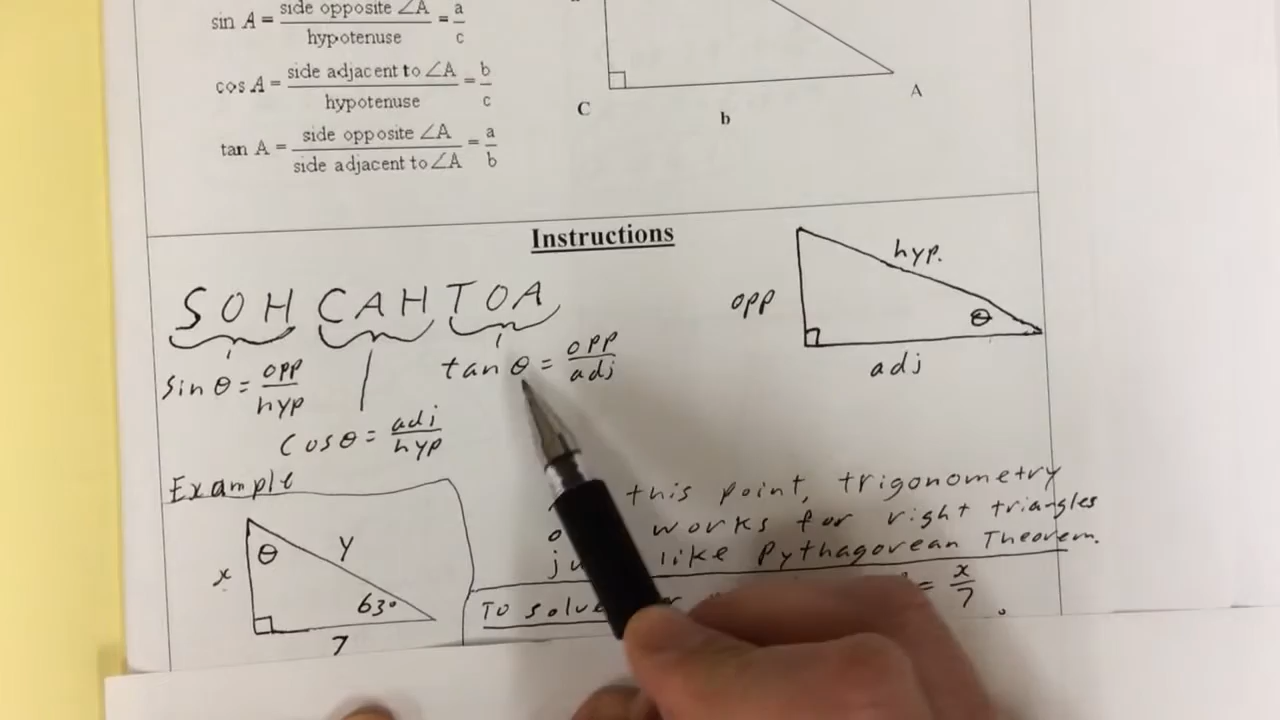 sin A = side opposite ∠A / hypotenuse = a / c
cos A = side adjacent to ∠A / hypotenuse = b / c
tan A = side opposite ∠A / side adjacent to ∠A = a / b
C
b
A
Instructions
SOH CAH TOA
sin θ = opp / hyp
cos θ = adj / hyp
tan θ = opp / adj
hyp.
opp
θ
adj
Example
θ
y
x
63°
7
this point, trigonometry
works for right triangles
like Pythagorean Theorem.
To solve
= x / 7